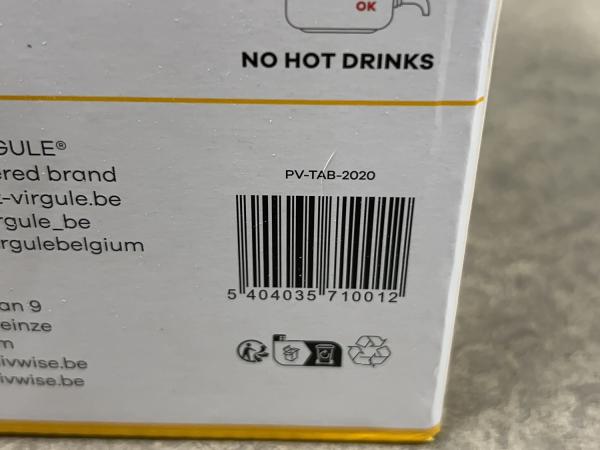 OK
NO HOT DRINKS
GULE®
ered brand
t-virgule.be
rgule_be
irgulebelgium
PV-TAB-2020
5 404035 710012
an 9
einze
m
ivwise.be
ivwise.be